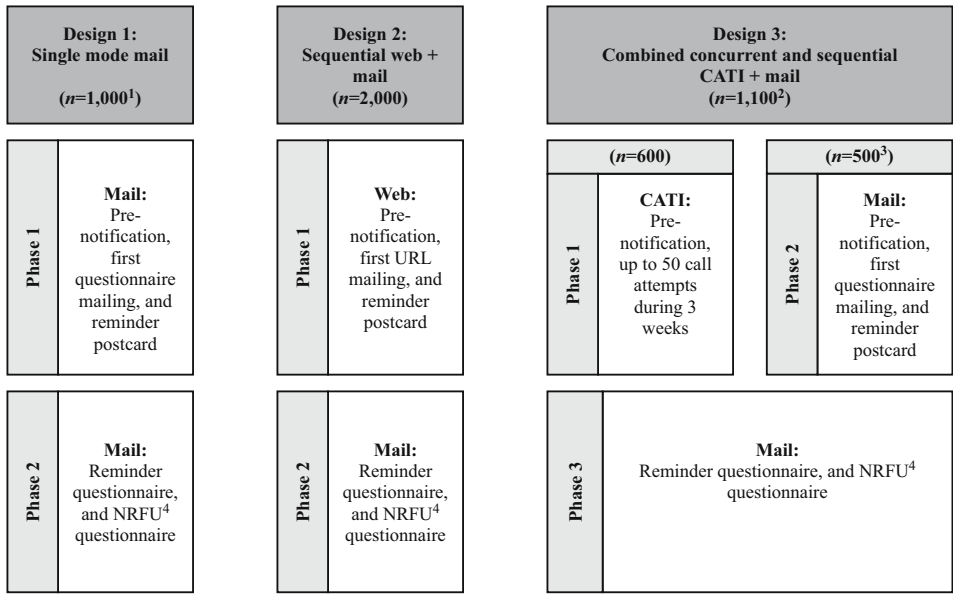 Design 1:
Single mode mail
(n=1,000¹)
Design 2:
Sequential web +
mail
(n=2,000)
Design 3:
Combined concurrent and sequential
CATI + mail
(n=1,100²)
Phase 1
Mail:
Pre-
notification,
first
questionnaire
mailing, and
reminder
postcard
Phase 1
Web:
Pre-
notification,
first URL
mailing, and
reminder
postcard
(n=600)
Phase 1
CATI:
Pre-
notification,
up to 50 call
attempts
during 3
weeks
(n=500³)
Phase 2
Mail:
Pre-
notification,
first
questionnaire
mailing, and
reminder
postcard
Phase 2
Mail:
Reminder
questionnaire,
and NRFU⁴
questionnaire
Phase 2
Mail:
Reminder
questionnaire,
and NRFU⁴
questionnaire
Phase 3
Mail:
Reminder questionnaire, and NRFU⁴
questionnaire